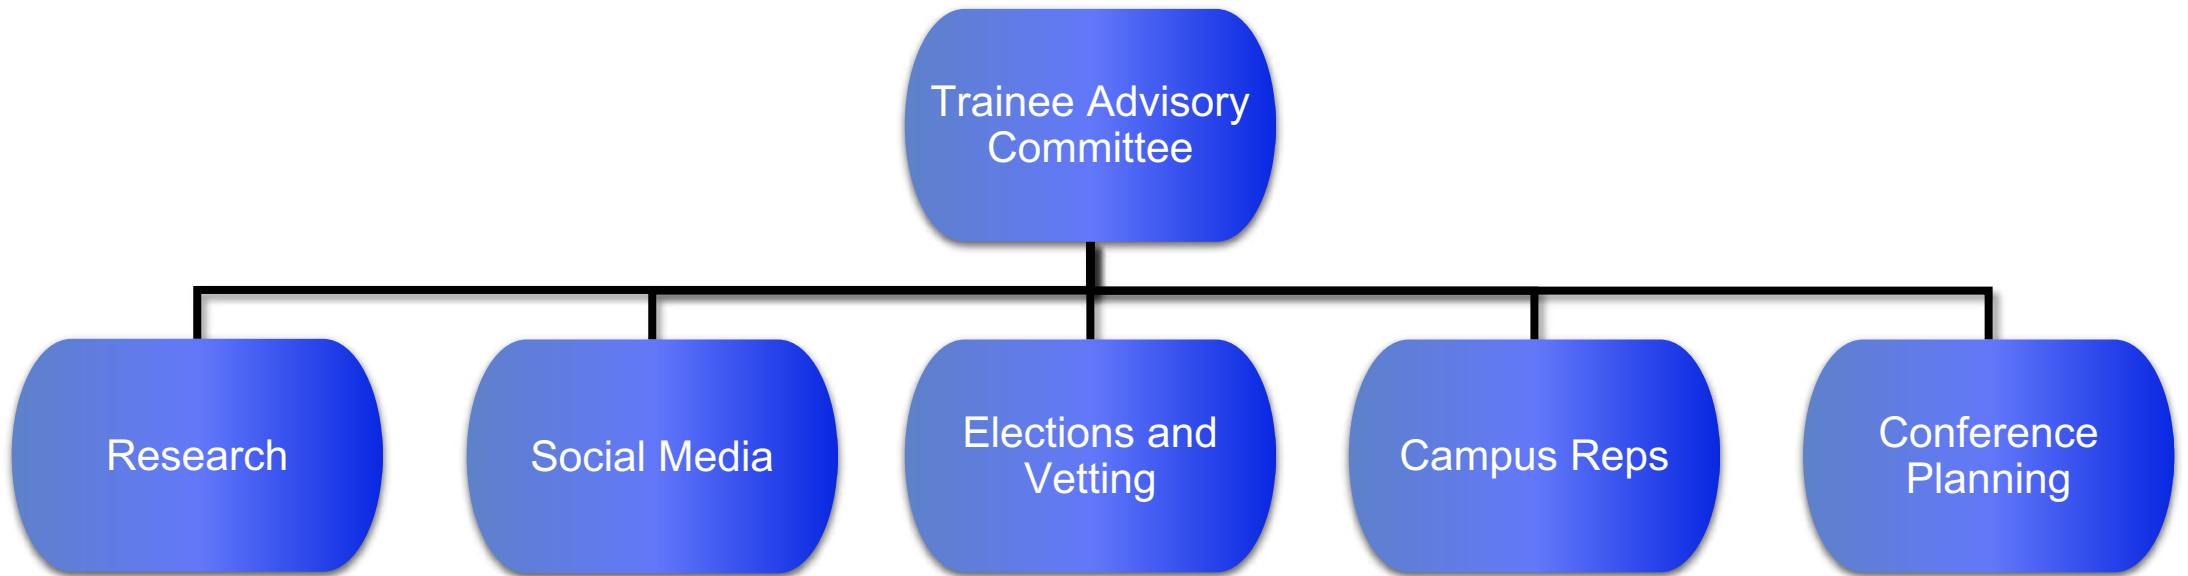 Trainee Advisory
Committee
Research
Social Media
Elections and
Vetting
Campus Reps
Conference
Planning